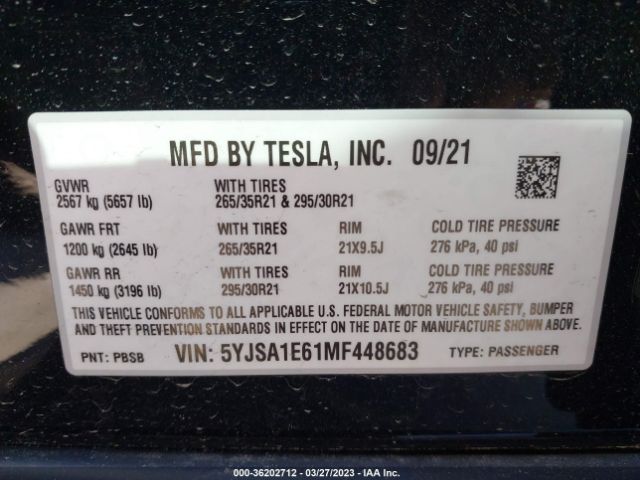 MFD BY TESLA, INC. 09/21
GVWR WITH TIRES
2567 kg (5657 lb) 265/35R21 & 295/30R21
GAWR FRT WITH TIRES RIM COLD TIRE PRESSURE
1200 kg (2645 lb) 265/35R21 21X9.5J 276 kPa, 40 psi
GAWR RR WITH TIRES RIM COLD TIRE PRESSURE
1450 kg (3196 lb) 295/30R21 21X10.5J 276 kPa, 40 psi
THIS VEHICLE CONFORMS TO ALL APPLICABLE U.S. FEDERAL MOTOR VEHICLE SAFETY, BUMPER
AND THEFT PREVENTION STANDARDS IN EFFECT ON THE DATE OF MANUFACTURE SHOWN ABOVE.
PNT: PBSB VIN: 5YJSA1E61MF448683 TYPE: PASSENGER
000-36202712 - 03/27/2023 - IAA Inc.